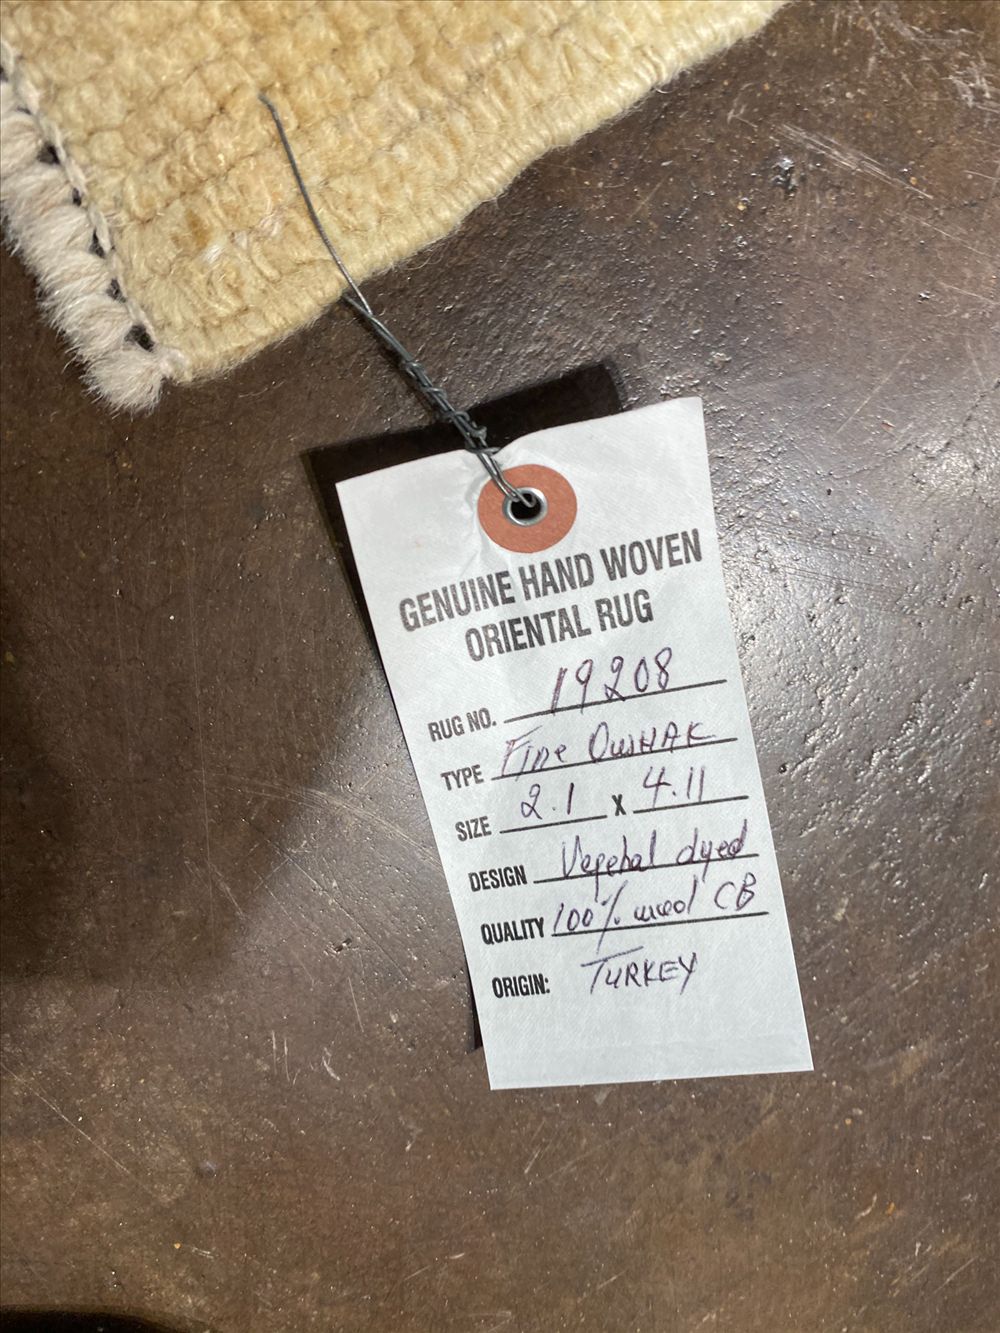 GENUINE HAND WOVEN
ORIENTAL RUG
RUG NO. 19208
TYPE Fine OusHAK
SIZE 2.1 X 4.11
DESIGN Vegetal dyed
QUALITY 100% wool CB
ORIGIN: TURKEY